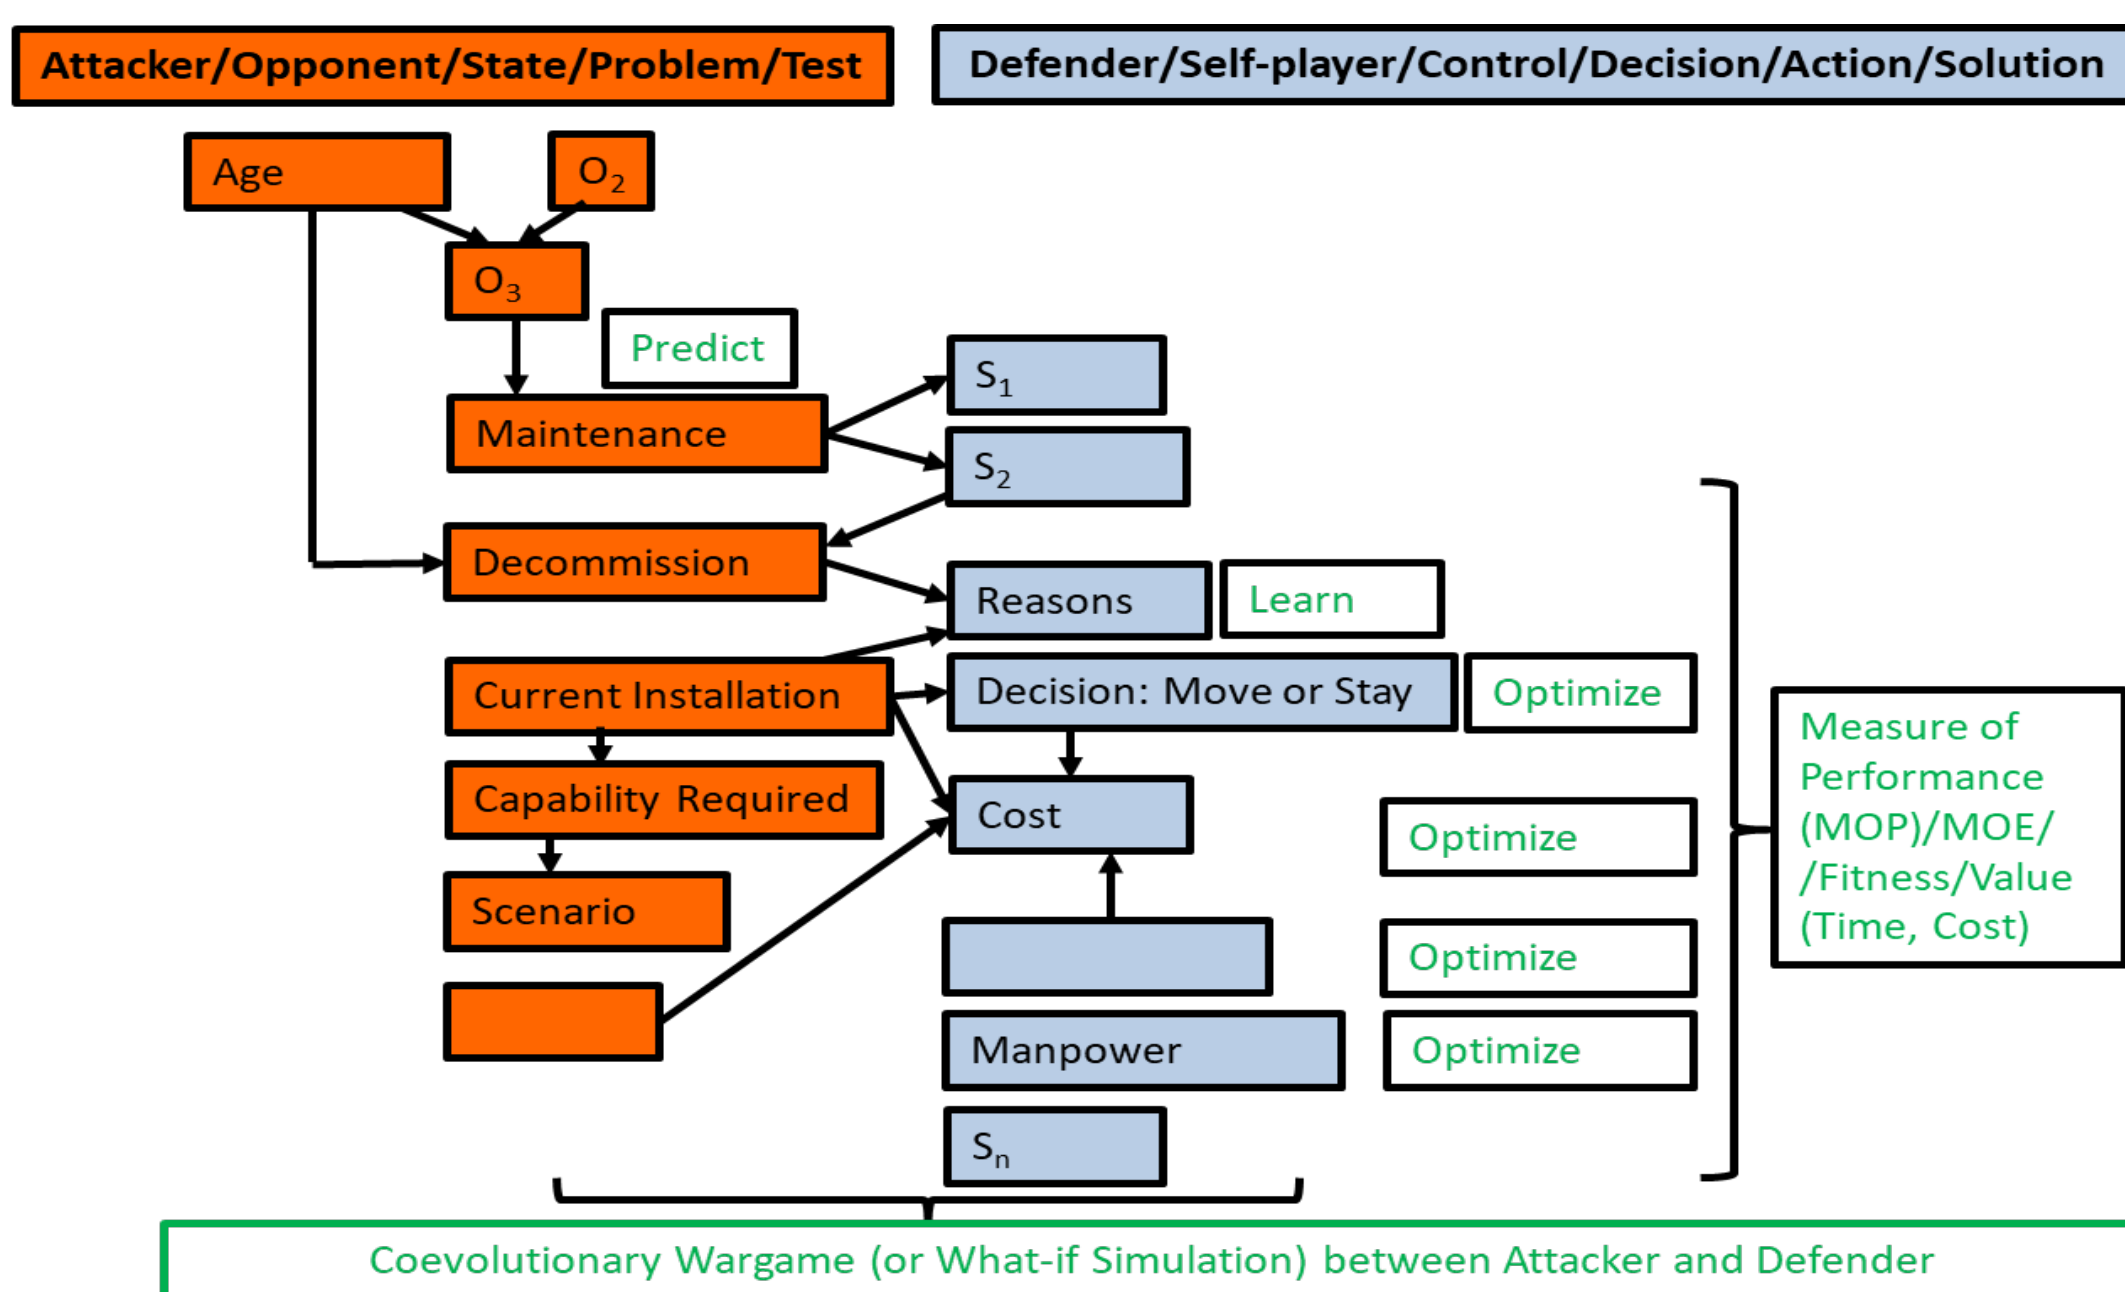 Attacker/Opponent/State/Problem/Test
Defender/Self-player/Control/Decision/Action/Solution
Age
O₂
O₃
Predict
Maintenance
S₁
S₂
Decommission
Reasons
Learn
Current Installation
Decision: Move or Stay
Optimize
Capability Required
Cost
Optimize
Scenario
Optimize
Manpower
Optimize
Sₙ
Measure of
Performance
(MOP)/MOE/
/Fitness/Value
(Time, Cost)
Coevolutionary Wargame (or What-if Simulation) between Attacker and Defender